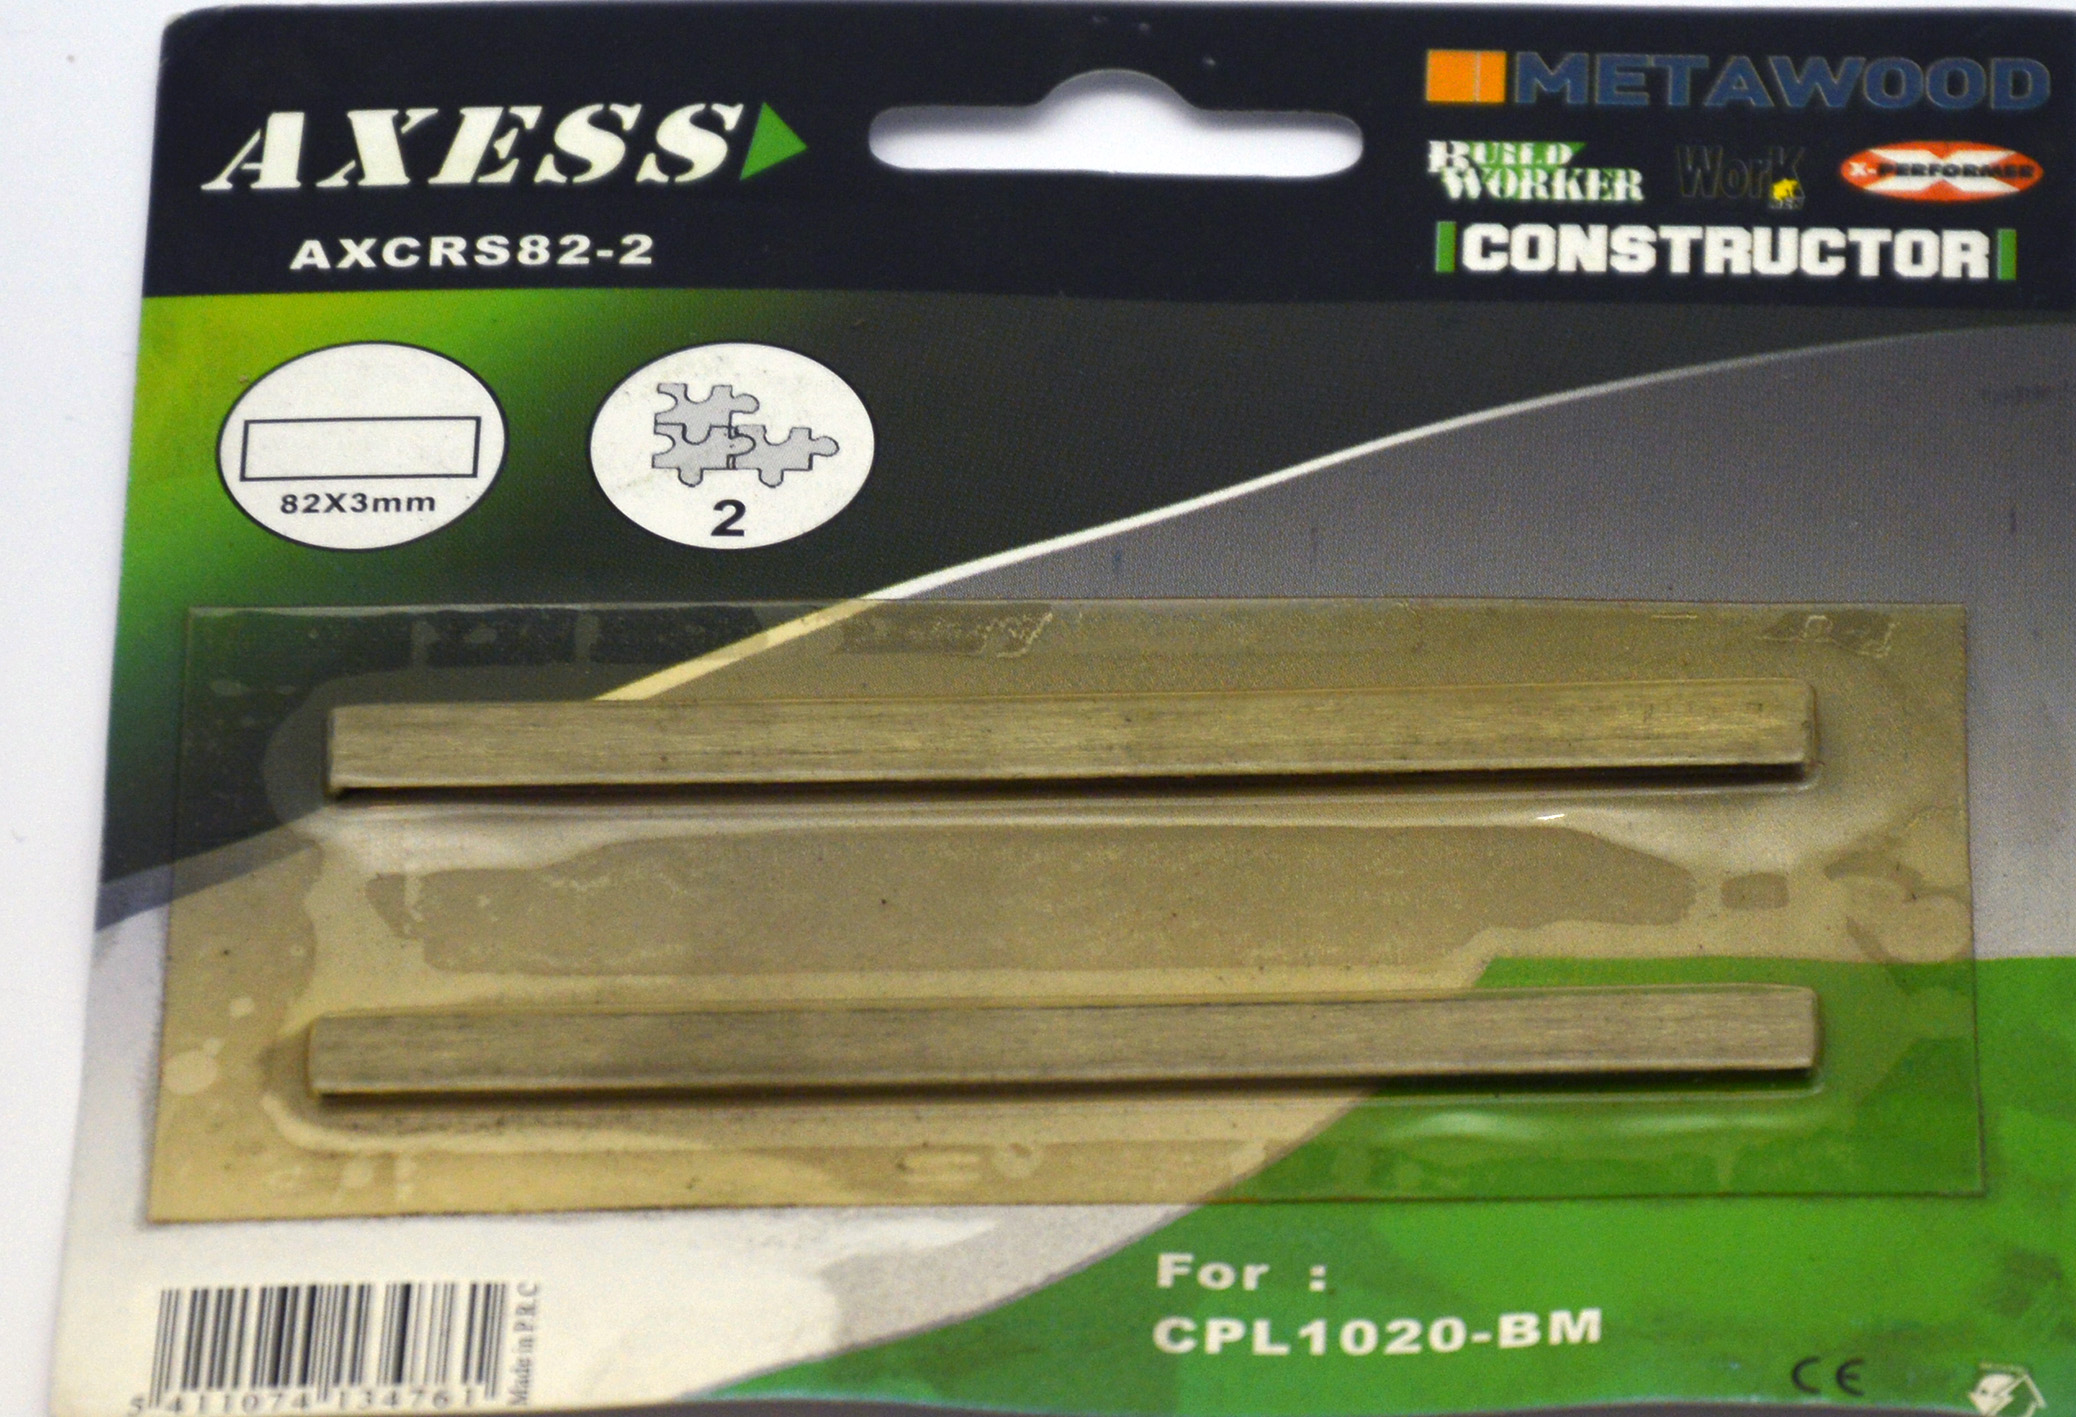 AXESS
METAWOOD
BUILD
WORKER
Work
X-PERFORMER
AXCRS82-2
CONSTRUCTOR
82X3mm
2
For :
CPL1020-BM
Made in P.R.C
5 411074 134761
CE